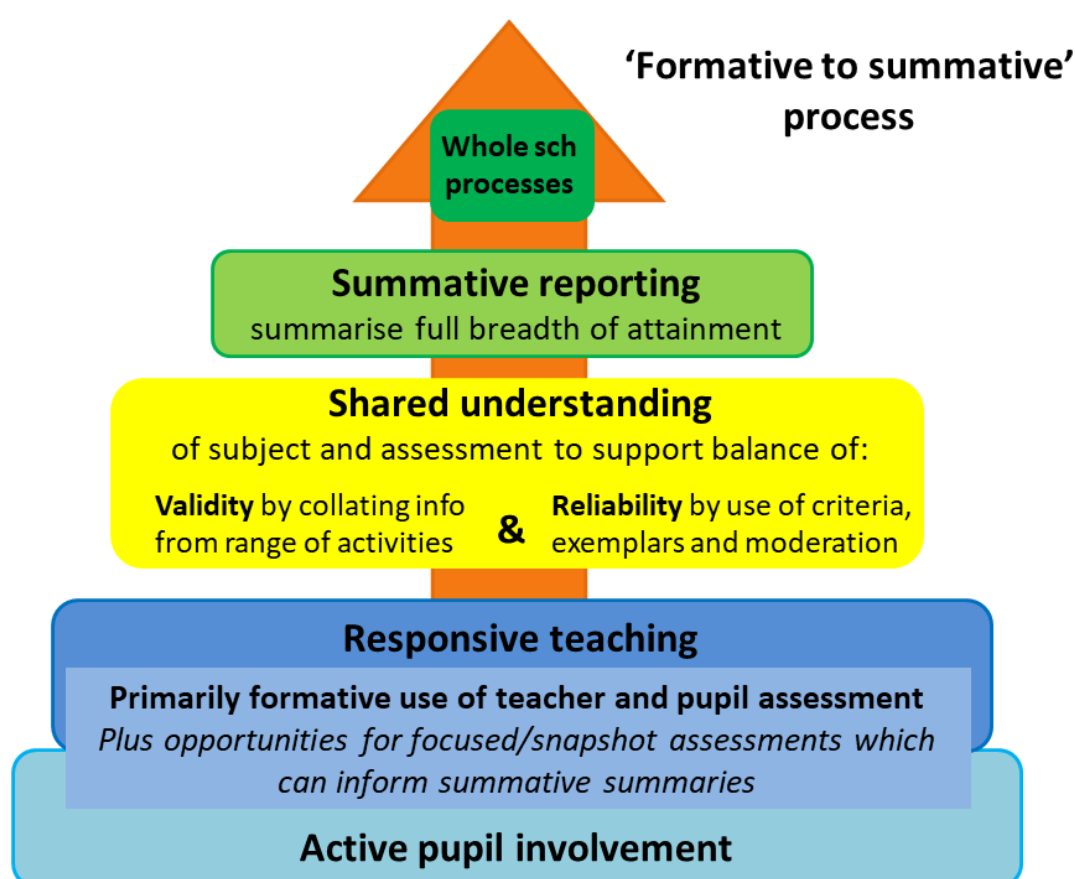 ‘Formative to summative’
process
Whole sch
processes
Summative reporting
summarise full breadth of attainment
Shared understanding
of subject and assessment to support balance of:
Validity by collating info
from range of activities
&
Reliability by use of criteria,
exemplars and moderation
Responsive teaching
Primarily formative use of teacher and pupil assessment
Plus opportunities for focused/snapshot assessments which
can inform summative summaries
Active pupil involvement